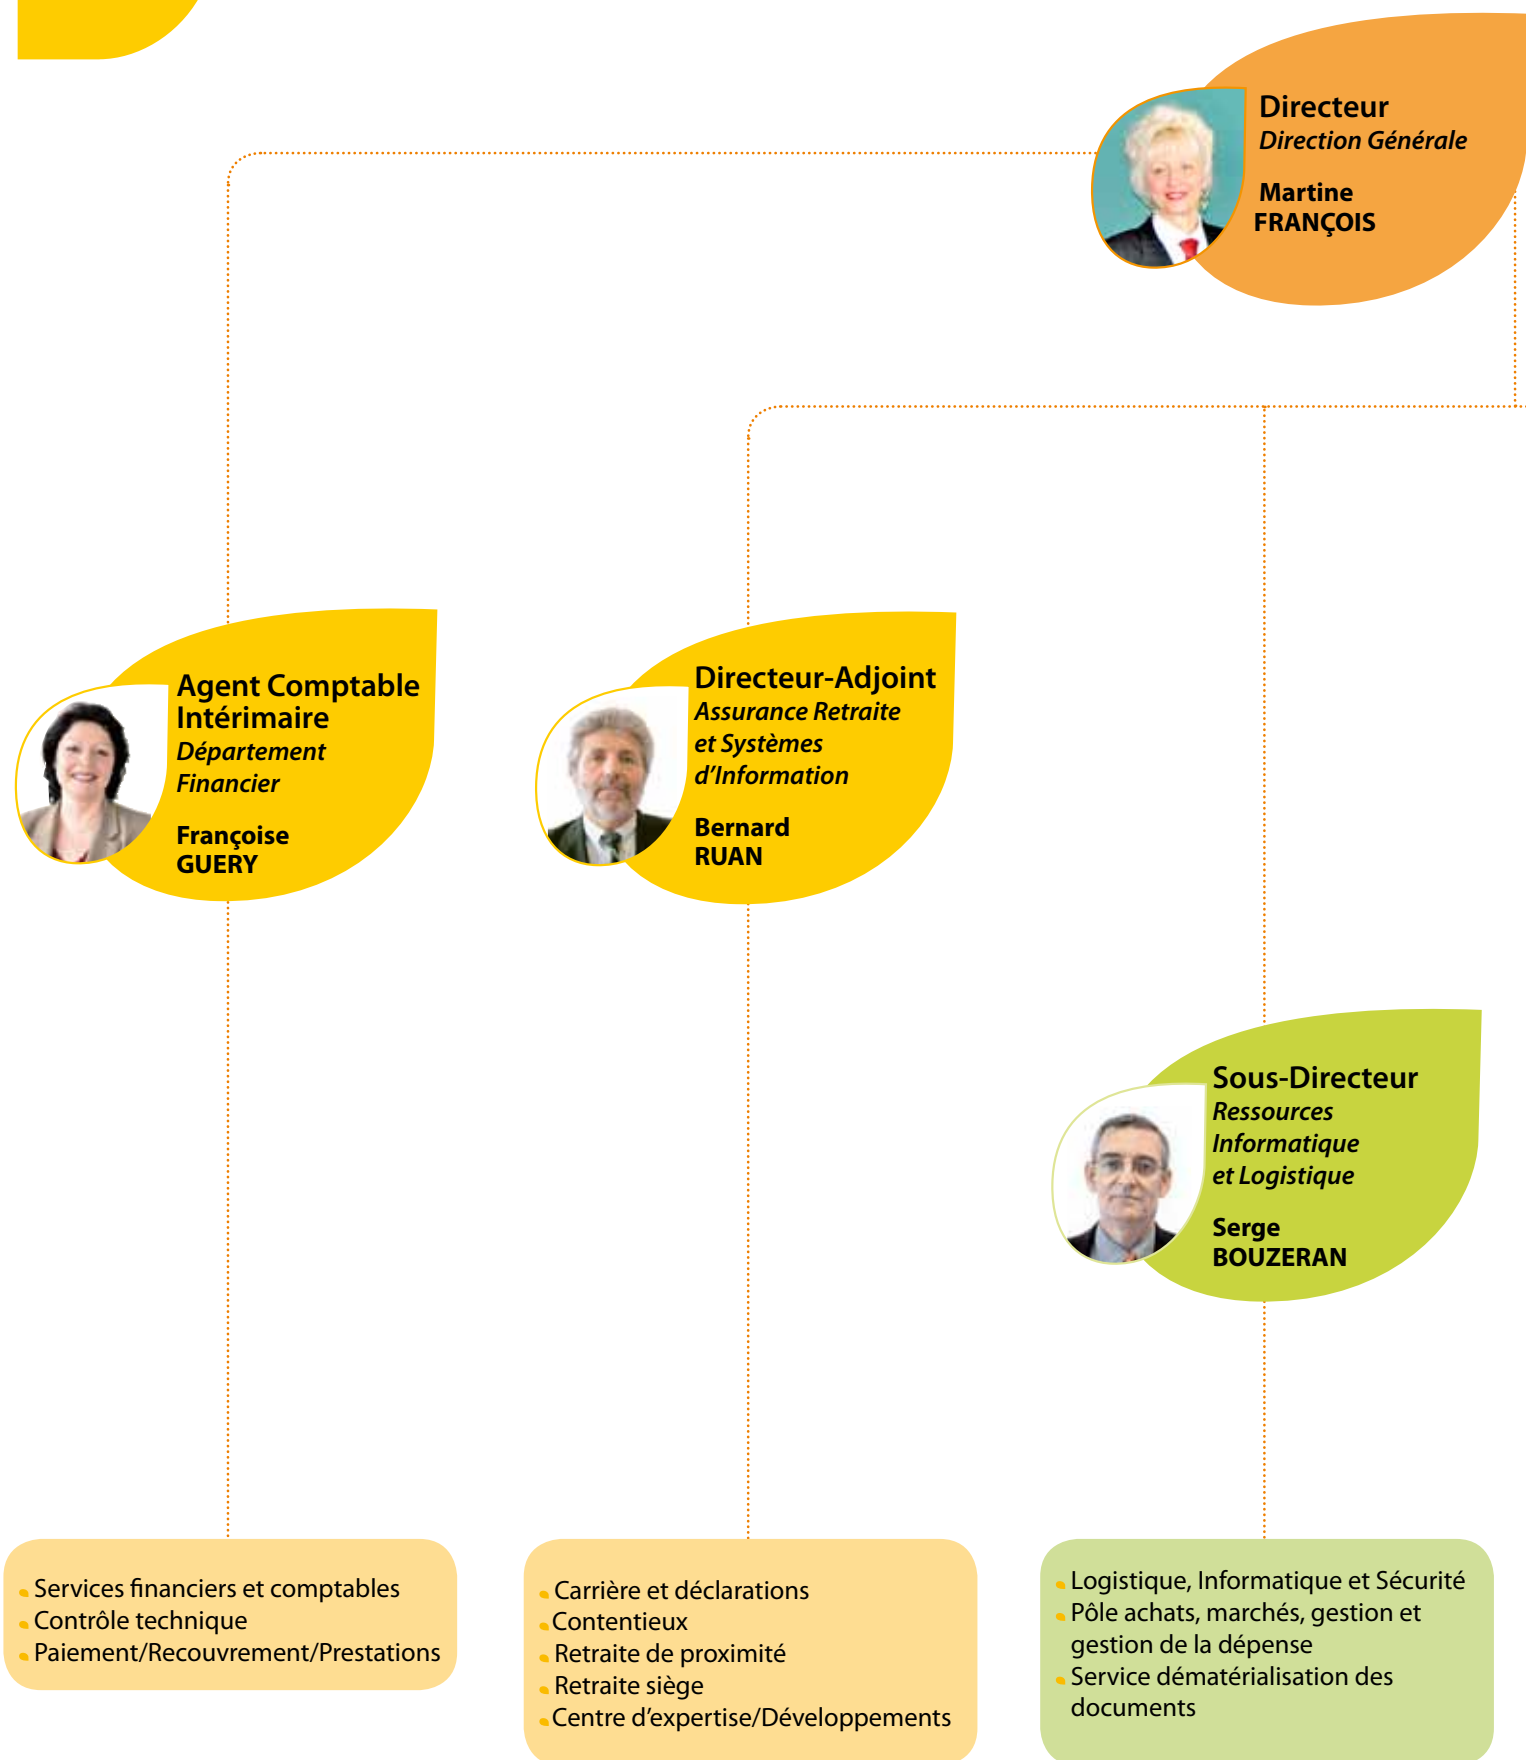 Directeur
Direction Générale
Martine
FRANÇOIS
Agent Comptable
Intérimaire
Département
Financier
Françoise
GUERY
Directeur-Adjoint
Assurance Retraite
et Systèmes
d’Information
Bernard
RUAN
Sous-Directeur
Ressources
Informatique
et Logistique
Serge
BOUZERAN
Services financiers et comptables
Contrôle technique
Paiement/Recouvrement/Prestations
Carrière et déclarations
Contentieux
Retraite de proximité
Retraite siège
Centre d’expertise/Développements
Logistique, Informatique et Sécurité
Pôle achats, marchés, gestion et
gestion de la dépense
Service dématérialisation des
documents